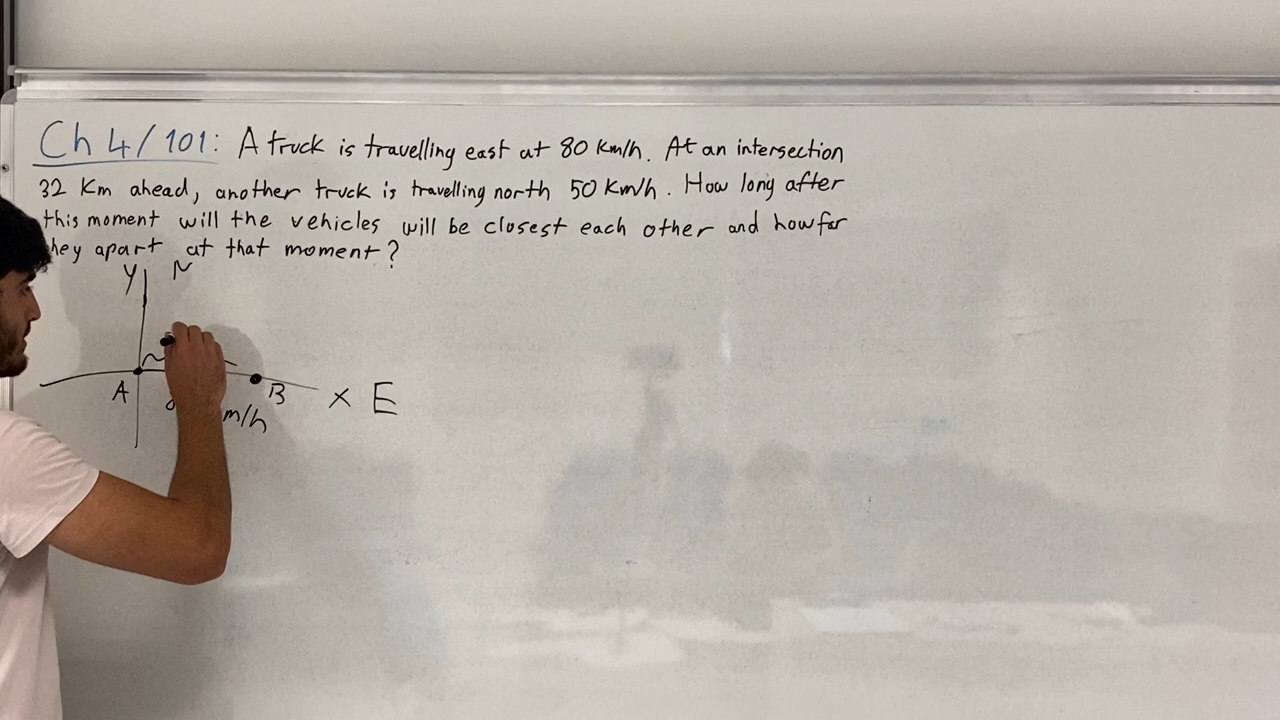 Ch 4/101: A truck is travelling east at 80 km/h. At an intersection
32 Km ahead, another truck is travelling north 50 Km/h. How long after
this moment will the vehicles will be closest each other and how far
hey apart at that moment?
y N
A B x E
m/h